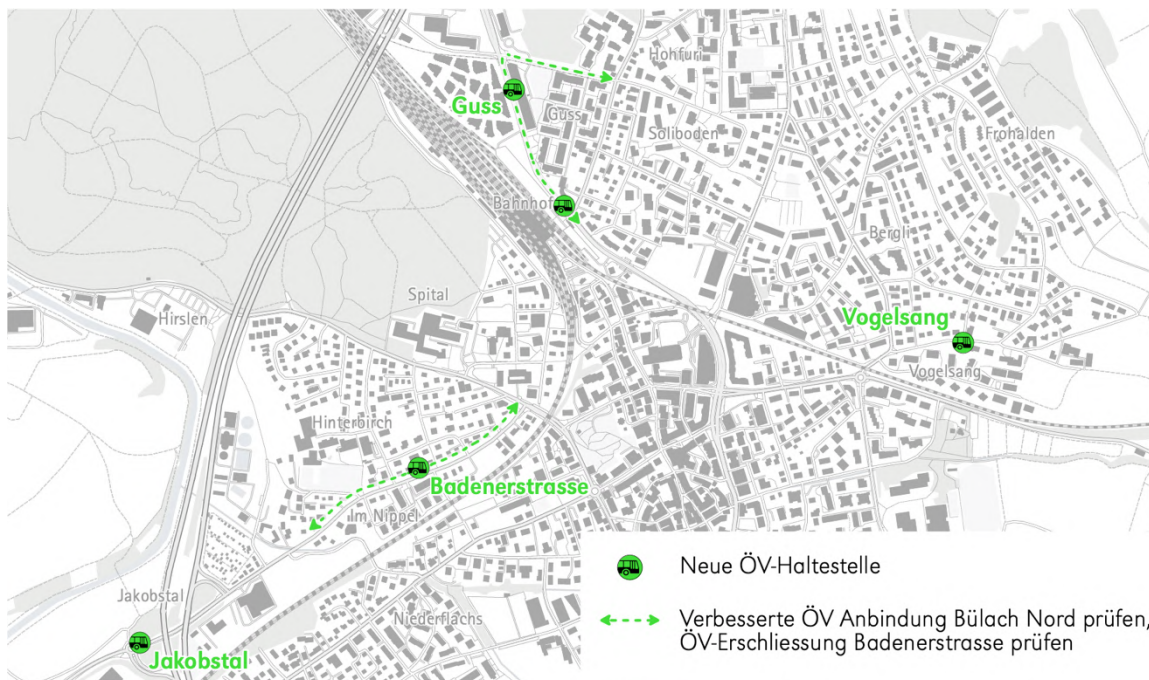 Hohfuri
Guss
Guss
Soliboden
Frohalden
Bahnhof
Bergli
Spital
Hirslen
Vogelsang
Vogelsang
Hinterbirch
Badenerstrasse
Im Nippel
Neue ÖV-Haltestelle
Jakobstal
Niederflachs
Verbesserte ÖV Anbindung Bülach Nord prüfen,
ÖV-Erschliessung Badenerstrasse prüfen
Jakobstal